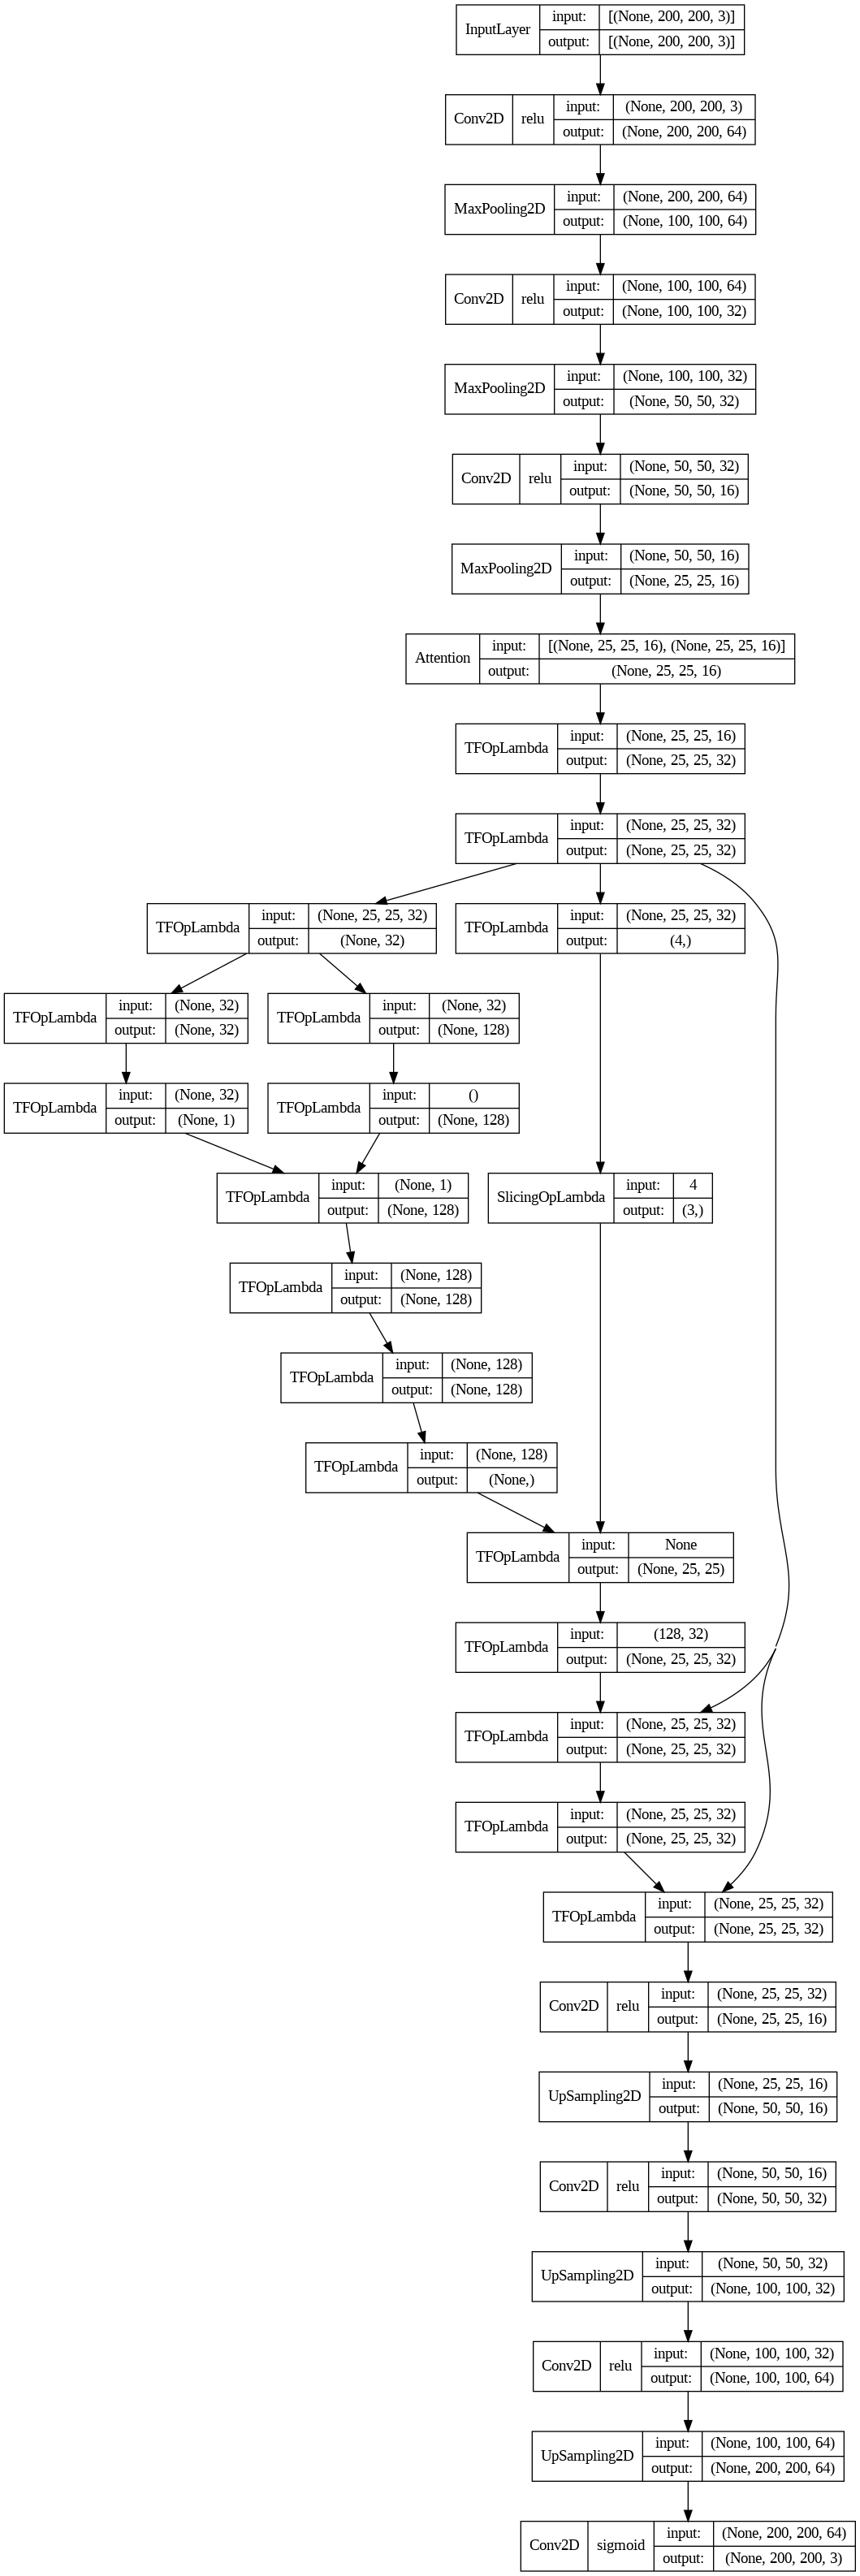 InputLayer input: [(None, 200, 200, 3)]
output: [(None, 200, 200, 3)]
Conv2D relu input: (None, 200, 200, 3)
output: (None, 200, 200, 64)
MaxPooling2D input: (None, 200, 200, 64)
output: (None, 100, 100, 64)
Conv2D relu input: (None, 100, 100, 64)
output: (None, 100, 100, 32)
MaxPooling2D input: (None, 100, 100, 32)
output: (None, 50, 50, 32)
Conv2D relu input: (None, 50, 50, 32)
output: (None, 50, 50, 16)
MaxPooling2D input: (None, 50, 50, 16)
output: (None, 25, 25, 16)
Attention input: [(None, 25, 25, 16), (None, 25, 25, 16)]
output: (None, 25, 25, 16)
TFOpLambda input: (None, 25, 25, 16)
output: (None, 25, 25, 32)
TFOpLambda input: (None, 25, 25, 32)
output: (None, 25, 25, 32)
TFOpLambda input: (None, 25, 25, 32)
output: (None, 32)
TFOpLambda input: (None, 25, 25, 32)
output: (4,)
TFOpLambda input: (None, 32)
output: (None, 32)
TFOpLambda input: (None, 32)
output: (None, 128)
TFOpLambda input: (None, 32)
output: (None, 1)
TFOpLambda input: ()
output: (None, 128)
TFOpLambda input: (None, 1)
output: (None, 128)
SlicingOpLambda input: 4
output: (3,)
TFOpLambda input: (None, 128)
output: (None, 128)
TFOpLambda input: (None, 128)
output: (None, 128)
TFOpLambda input: (None, 128)
output: (None,)
TFOpLambda input: None
output: (None, 25, 25)
TFOpLambda input: (128, 32)
output: (None, 25, 25, 32)
TFOpLambda input: (None, 25, 25, 32)
output: (None, 25, 25, 32)
TFOpLambda input: (None, 25, 25, 32)
output: (None, 25, 25, 32)
TFOpLambda input: (None, 25, 25, 32)
output: (None, 25, 25, 32)
Conv2D relu input: (None, 25, 25, 32)
output: (None, 25, 25, 16)
UpSampling2D input: (None, 25, 25, 16)
output: (None, 50, 50, 16)
Conv2D relu input: (None, 50, 50, 16)
output: (None, 50, 50, 32)
UpSampling2D input: (None, 50, 50, 32)
output: (None, 100, 100, 32)
Conv2D relu input: (None, 100, 100, 32)
output: (None, 100, 100, 64)
UpSampling2D input: (None, 100, 100, 64)
output: (None, 200, 200, 64)
Conv2D sigmoid input: (None, 200, 200, 64)
output: (None, 200, 200, 3)